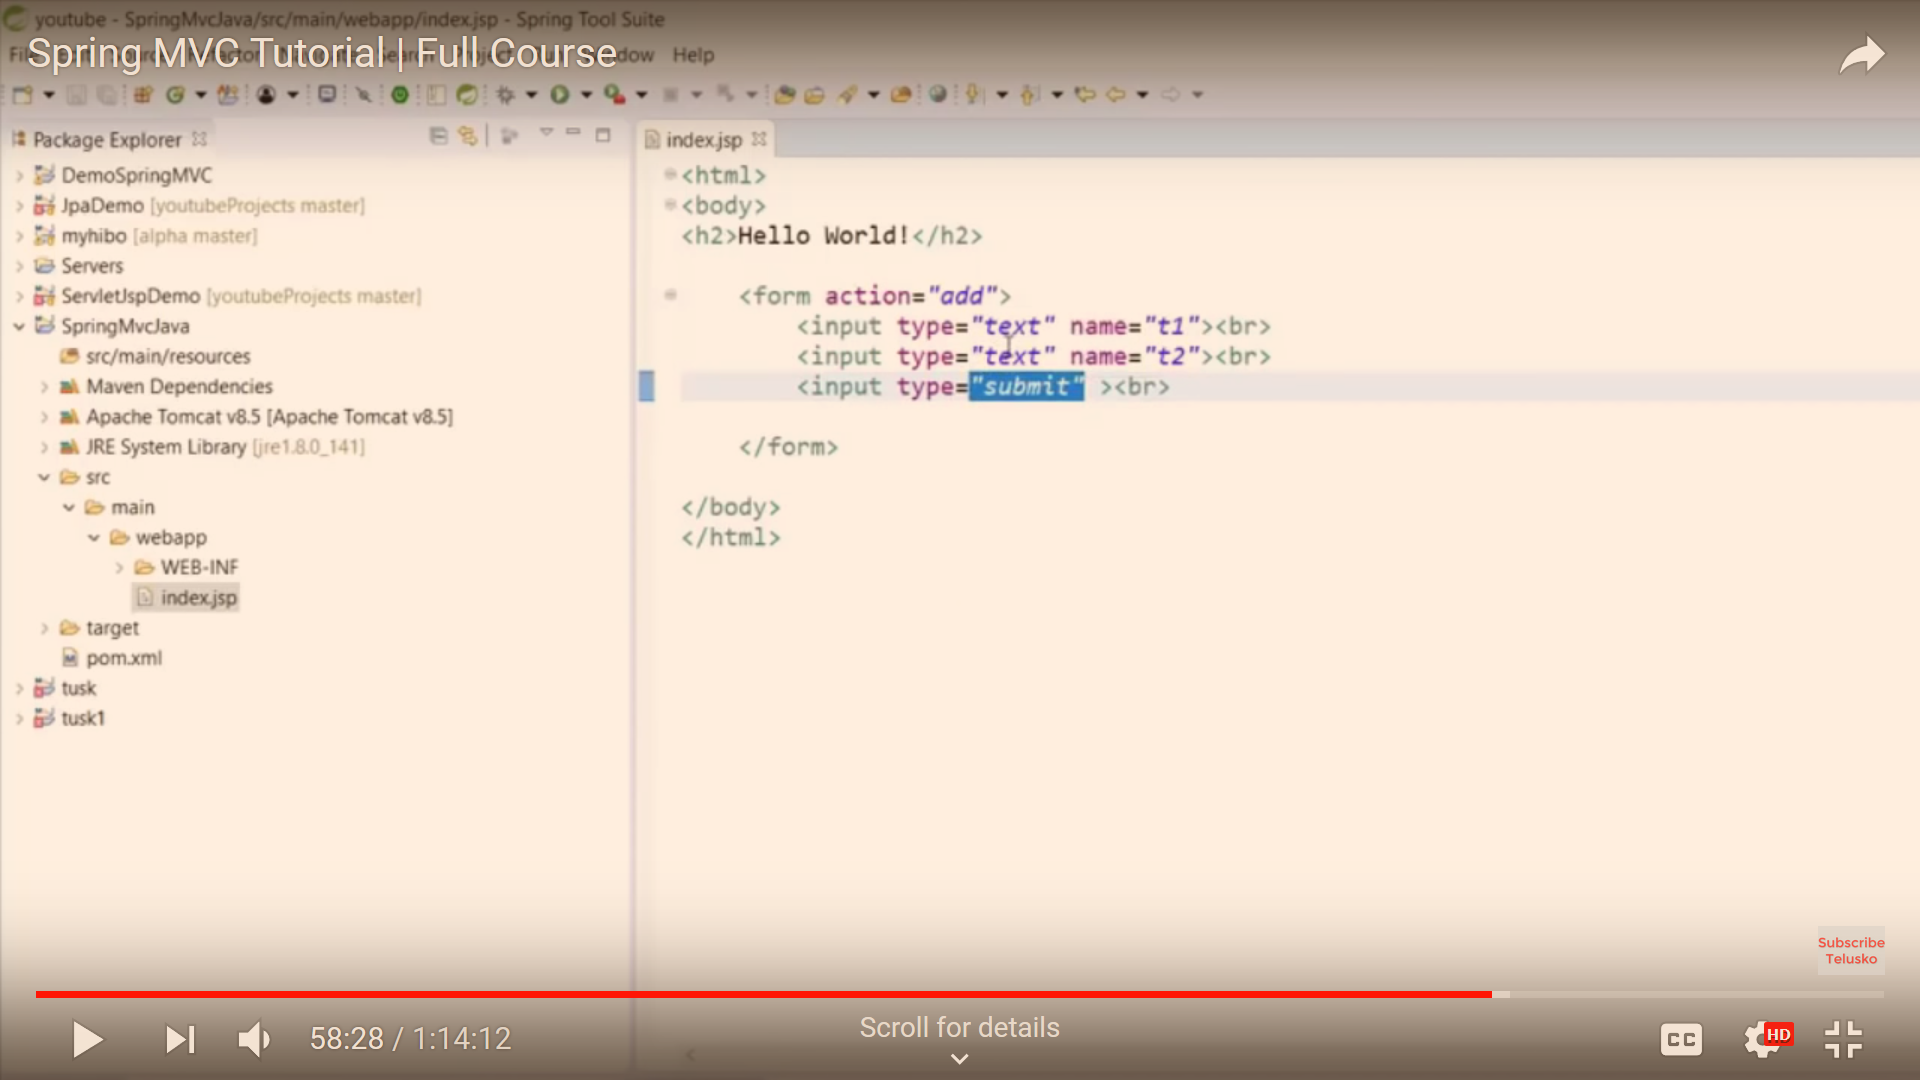 youtube - SpringMvcJava/src/main/webapp/index.jsp - Spring Tool Suite
Spring MVC Tutorial | Full Course
Help
Package Explorer
DemoSpringMVC
JpaDemo [youtubeProjects master]
myhibo [alpha master]
Servers
ServletJspDemo [youtubeProjects master]
SpringMvcJava
src/main/resources
Maven Dependencies
Apache Tomcat v8.5 [Apache Tomcat v8.5]
JRE System Library [jre1.8.0_141]
src
main
webapp
WEB-INF
index.jsp
target
pom.xml
tusk
tusk1
index.jsp
<html>
<body>
<h2>Hello World!</h2>
<form action="add">
<input type="text" name="t1"><br>
<input type="text" name="t2"><br>
<input type="submit" ><br>
</form>
</body>
</html>
Subscribe
Telusko
58:28 / 1:14:12
Scroll for details
CC
HD